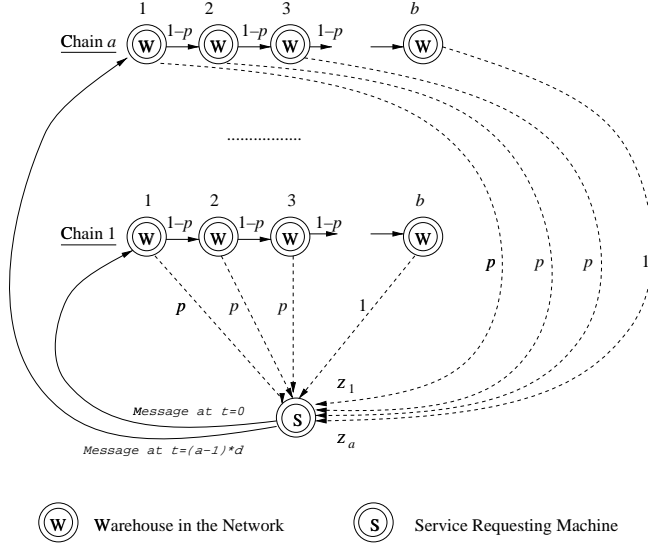 1 2 3 b
Chain a W 1–p W 1–p W 1–p W
..................
1 2 3 b
Chain 1 W 1–p W 1–p W 1–p W
p p p 1
p p p 1
z1
Message at t=0
S
za
Message at t=(a-1)*d
W Warehouse in the Network
S Service Requesting Machine